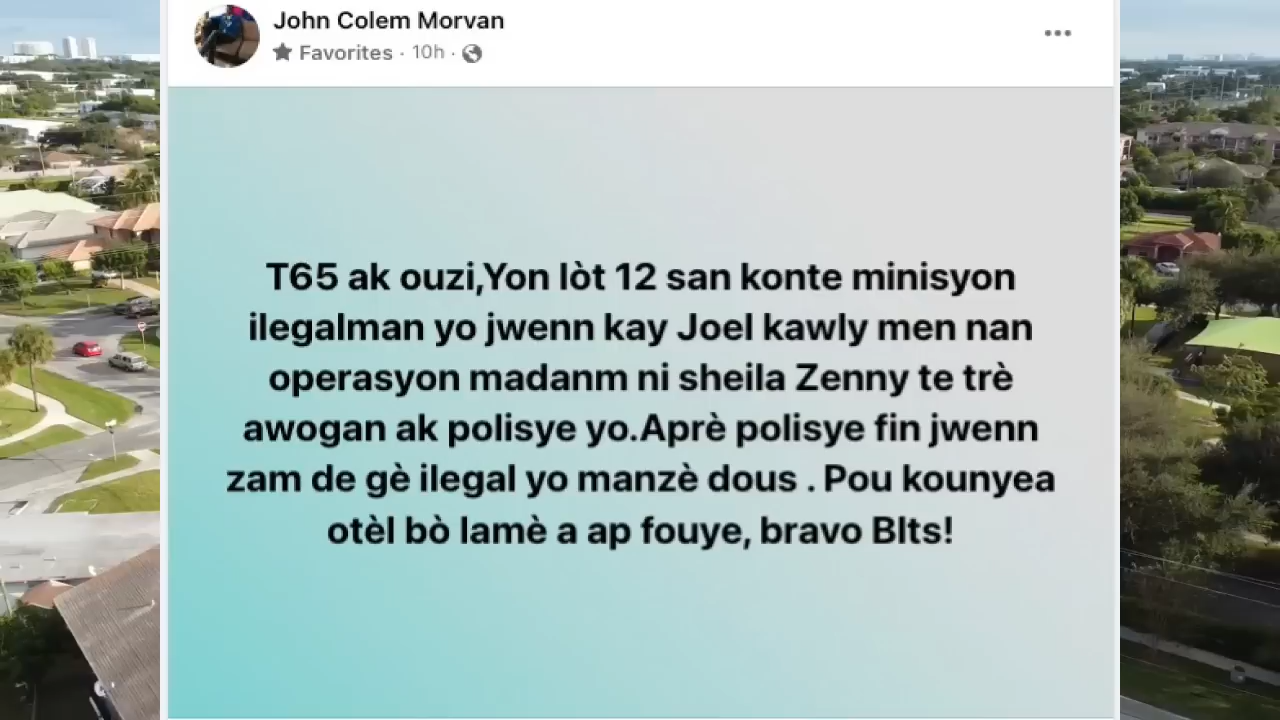 John Colem Morvan
Favorites · 10h ·
T65 ak ouzi,Yon lòt 12 san konte minisyon
ilegalman yo jwenn kay Joel kawly men nan
operasyon madanm ni sheila Zenny te trè
awogan ak polisye yo.Aprè polisye fin jwenn
zam de gè ilegal yo manzè dous . Pou kounyea
otèl bò lamè a ap fouye, bravo Blts!